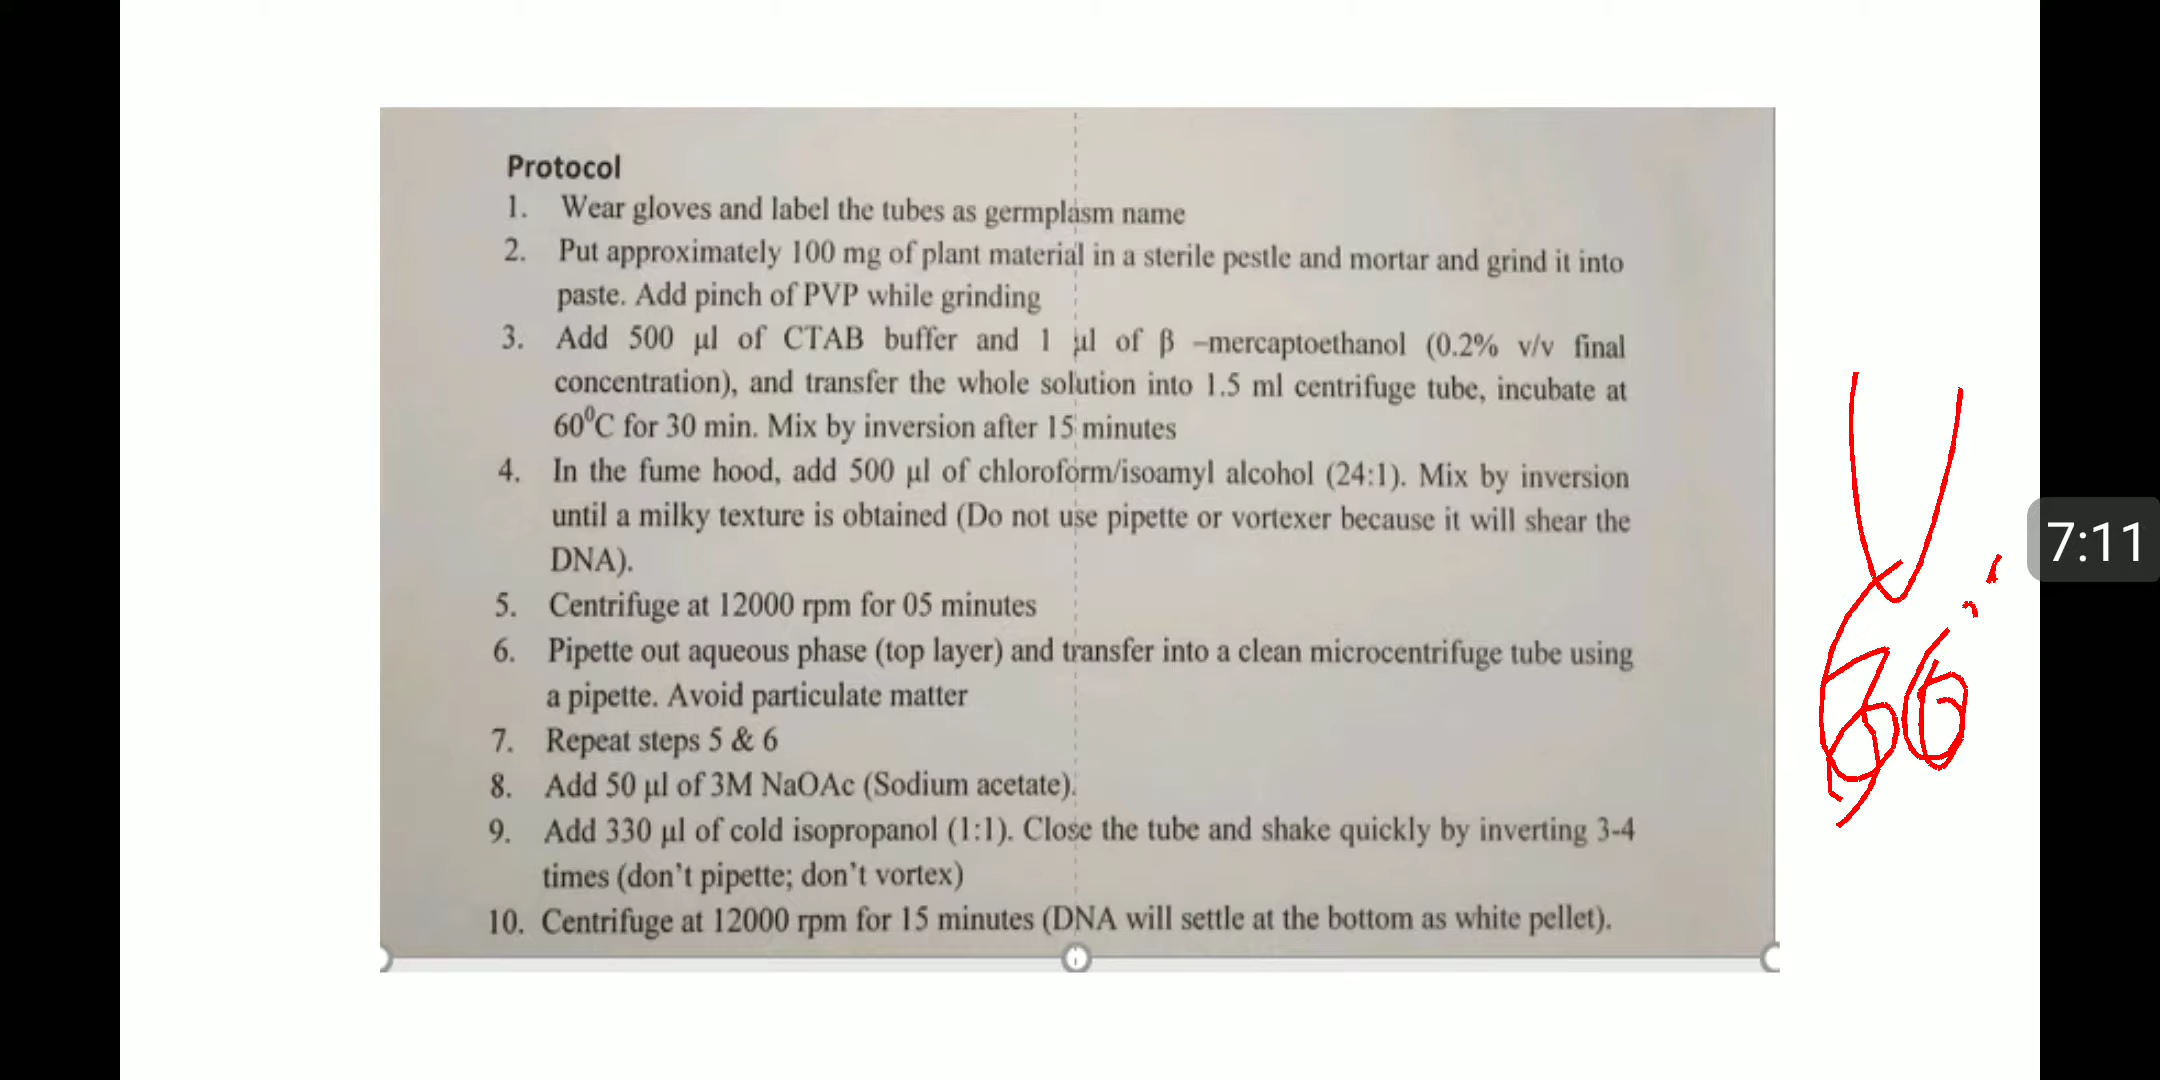 Protocol
1. Wear gloves and label the tubes as germplasm name
2. Put approximately 100 mg of plant material in a sterile pestle and mortar and grind it into
paste. Add pinch of PVP while grinding
3. Add 500 µl of CTAB buffer and 1 µl of β –mercaptoethanol (0.2% v/v final
concentration), and transfer the whole solution into 1.5 ml centrifuge tube, incubate at
60⁰C for 30 min. Mix by inversion after 15 minutes
4. In the fume hood, add 500 µl of chloroform/isoamyl alcohol (24:1). Mix by inversion
until a milky texture is obtained (Do not use pipette or vortexer because it will shear the
DNA).
5. Centrifuge at 12000 rpm for 05 minutes
6. Pipette out aqueous phase (top layer) and transfer into a clean microcentrifuge tube using
a pipette. Avoid particulate matter
7. Repeat steps 5 & 6
8. Add 50 µl of 3M NaOAc (Sodium acetate).
9. Add 330 µl of cold isopropanol (1:1). Close the tube and shake quickly by inverting 3-4
times (don't pipette; don't vortex)
10. Centrifuge at 12000 rpm for 15 minutes (DNA will settle at the bottom as white pellet).
7:11